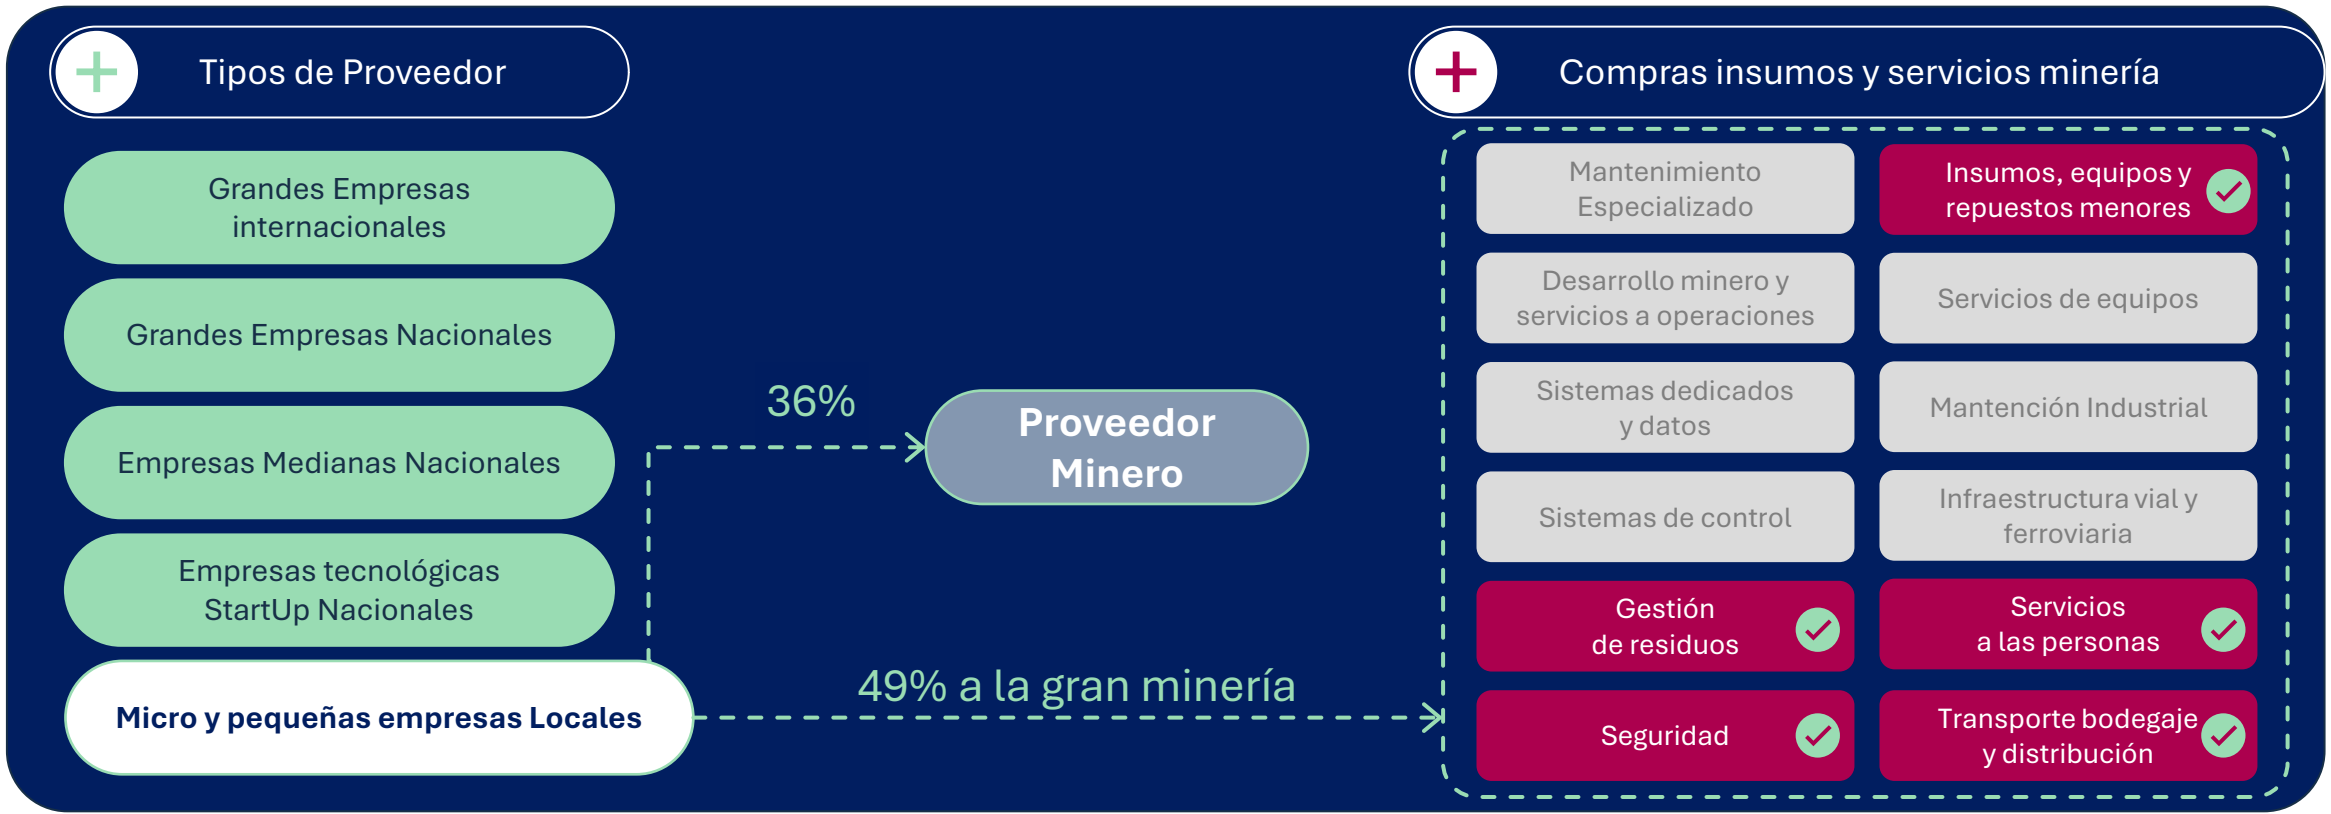 Tipos de Proveedor
Grandes Empresas
internacionales
Grandes Empresas Nacionales
Empresas Medianas Nacionales
Empresas tecnológicas
StartUp Nacionales
Micro y pequeñas empresas Locales
36%
Proveedor
Minero
49% a la gran minería
Compras insumos y servicios minería
Mantenimiento
Especializado
Insumos, equipos y
repuestos menores
Desarrollo minero y
servicios a operaciones
Servicios de equipos
Sistemas dedicados
y datos
Mantención Industrial
Sistemas de control
Infraestructura vial y
ferroviaria
Gestión
de residuos
Servicios
a las personas
Seguridad
Transporte bodegaje
y distribución